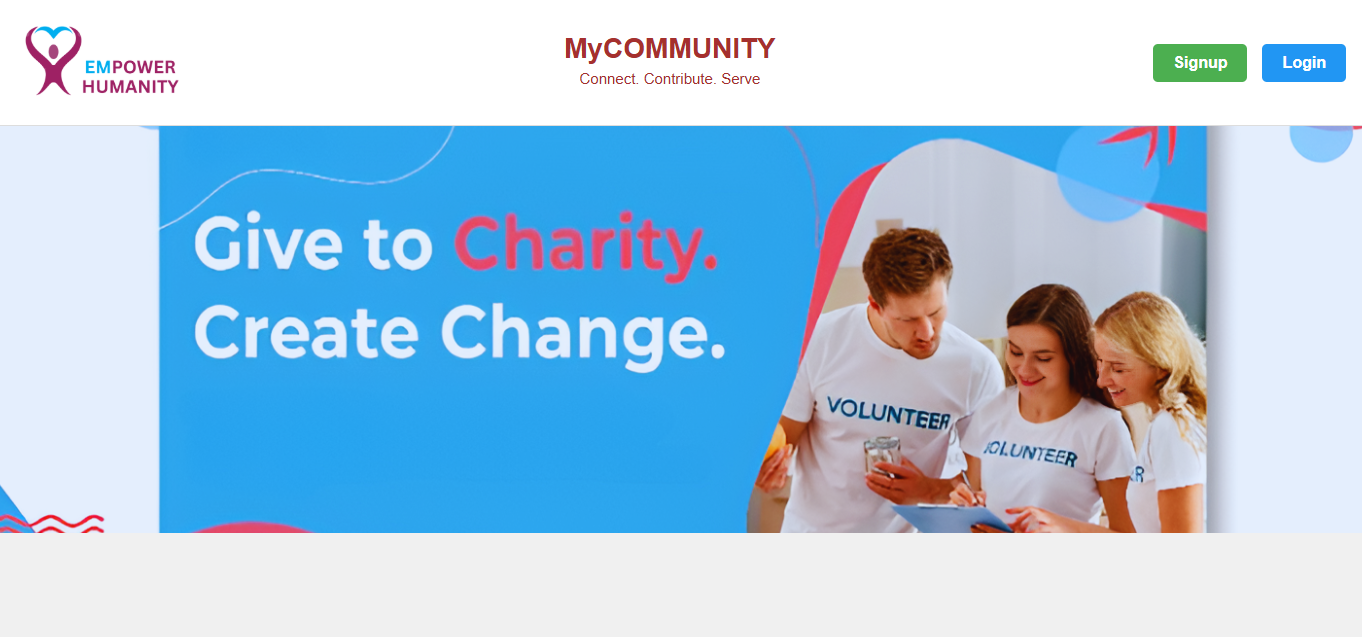 EMPOWER
HUMANITY
MyCOMMUNITY
Connect. Contribute. Serve
Signup
Login
Give to Charity.
Create Change.
VOLUNTEER
VOLUNTEER
R